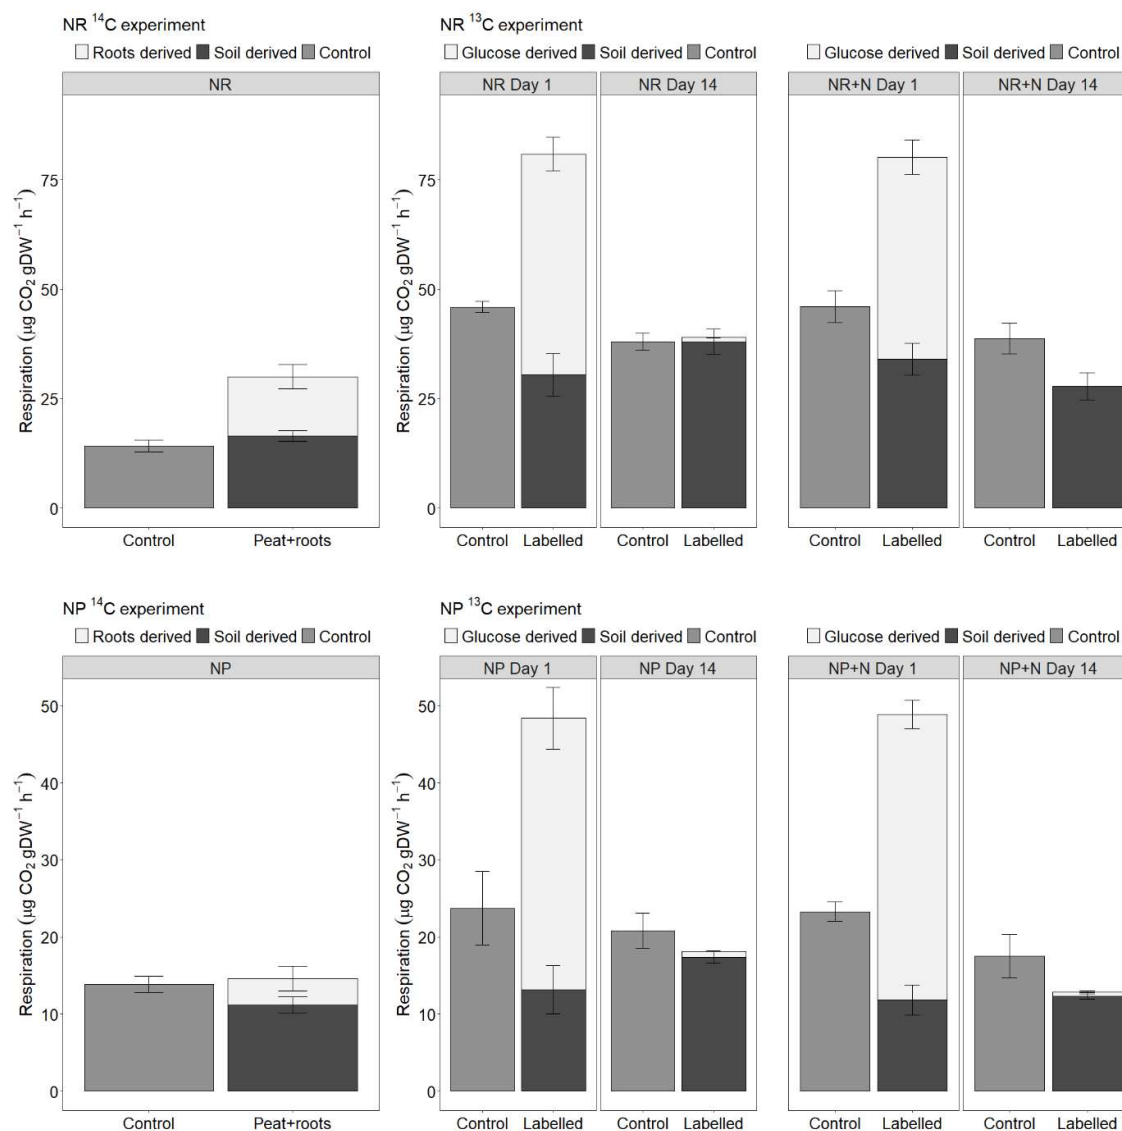 NR ¹⁴C experiment
Roots derived Soil derived Control
NR
Respiration (µg CO₂ gDW⁻¹ h⁻¹)
75
50
25
0
Control Peat+roots
NR ¹³C experiment
Glucose derived Soil derived Control
NR Day 1 NR Day 14
Respiration (µg CO₂ gDW⁻¹ h⁻¹)
75
50
25
0
Control Labelled Control Labelled
Glucose derived Soil derived Control
NR+N Day 1 NR+N Day 14
Control Labelled Control Labelled
NP ¹⁴C experiment
Roots derived Soil derived Control
NP
Respiration (µg CO₂ gDW⁻¹ h⁻¹)
50
40
30
20
10
0
Control Peat+roots
NP ¹³C experiment
Glucose derived Soil derived Control
NP Day 1 NP Day 14
Respiration (µg CO₂ gDW⁻¹ h⁻¹)
50
40
30
20
10
0
Control Labelled Control Labelled
Glucose derived Soil derived Control
NP+N Day 1 NP+N Day 14
Control Labelled Control Labelled